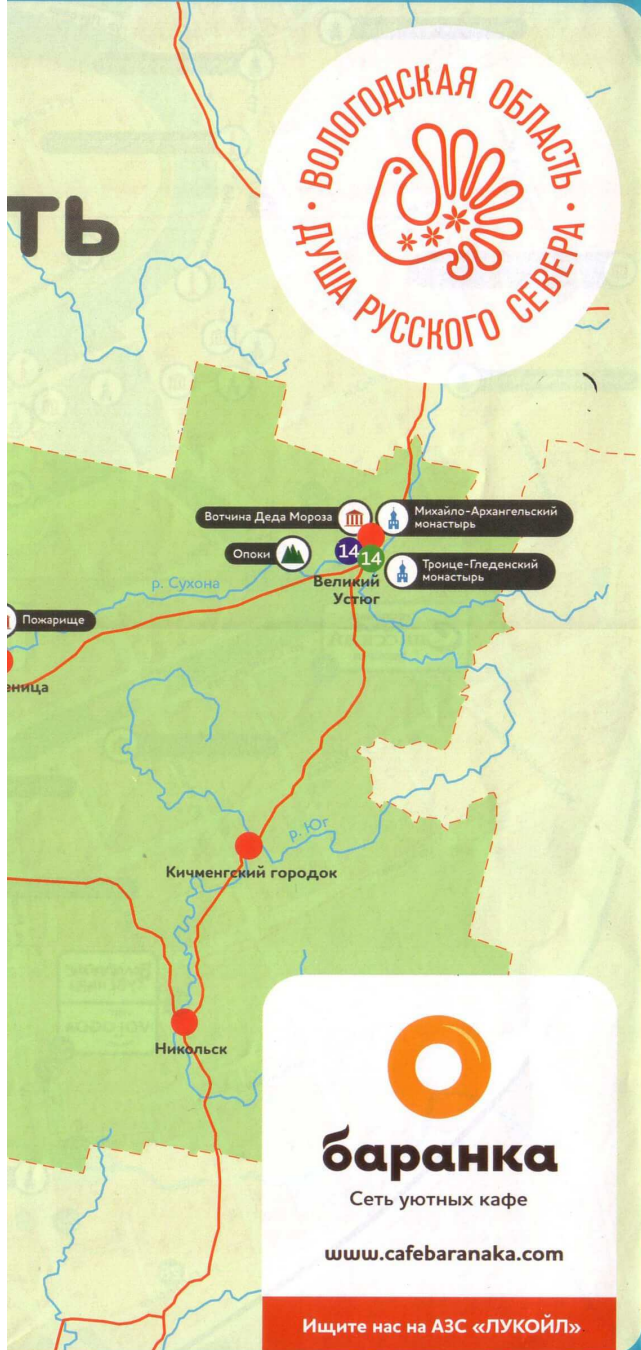 ВОЛОГОДСКАЯ ОБЛАСТЬ
ДУША РУССКОГО СЕВЕРА
ТЬ
Вотчина Деда Мороза
Михайло-Архангельский
монастырь
Опоки
14
14
Троице-Гледенский
монастырь
Великий
Устюг
р. Сухона
Пожарище
еница
р. Юг
Кичменгский городок
Никольск
баранка
Сеть уютных кафе
www.cafebaranaka.com
Ищите нас на АЗС «ЛУКОЙЛ»